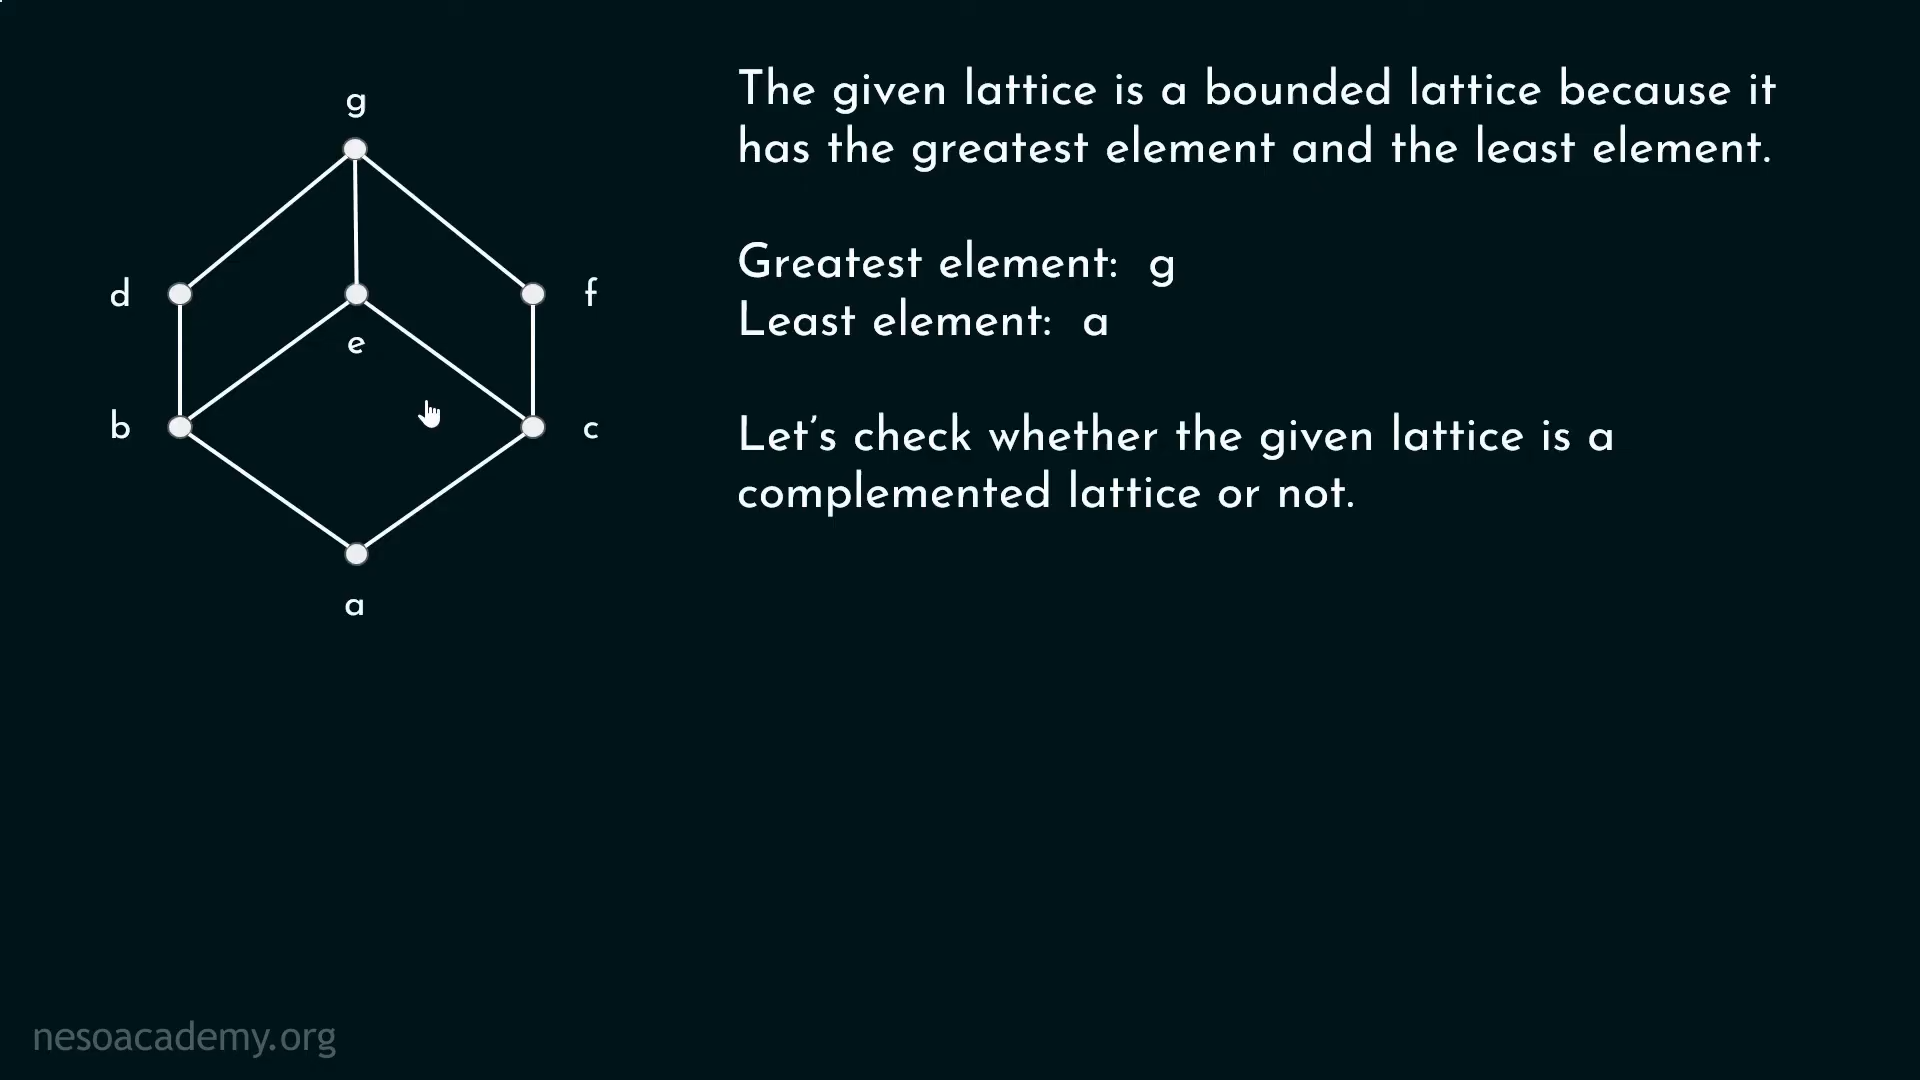 g
The given lattice is a bounded lattice because it
has the greatest element and the least element.
Greatest element: g
d
f
Least element: a
e
b
c
Let's check whether the given lattice is a
complemented lattice or not.
a
nesoacademy.org